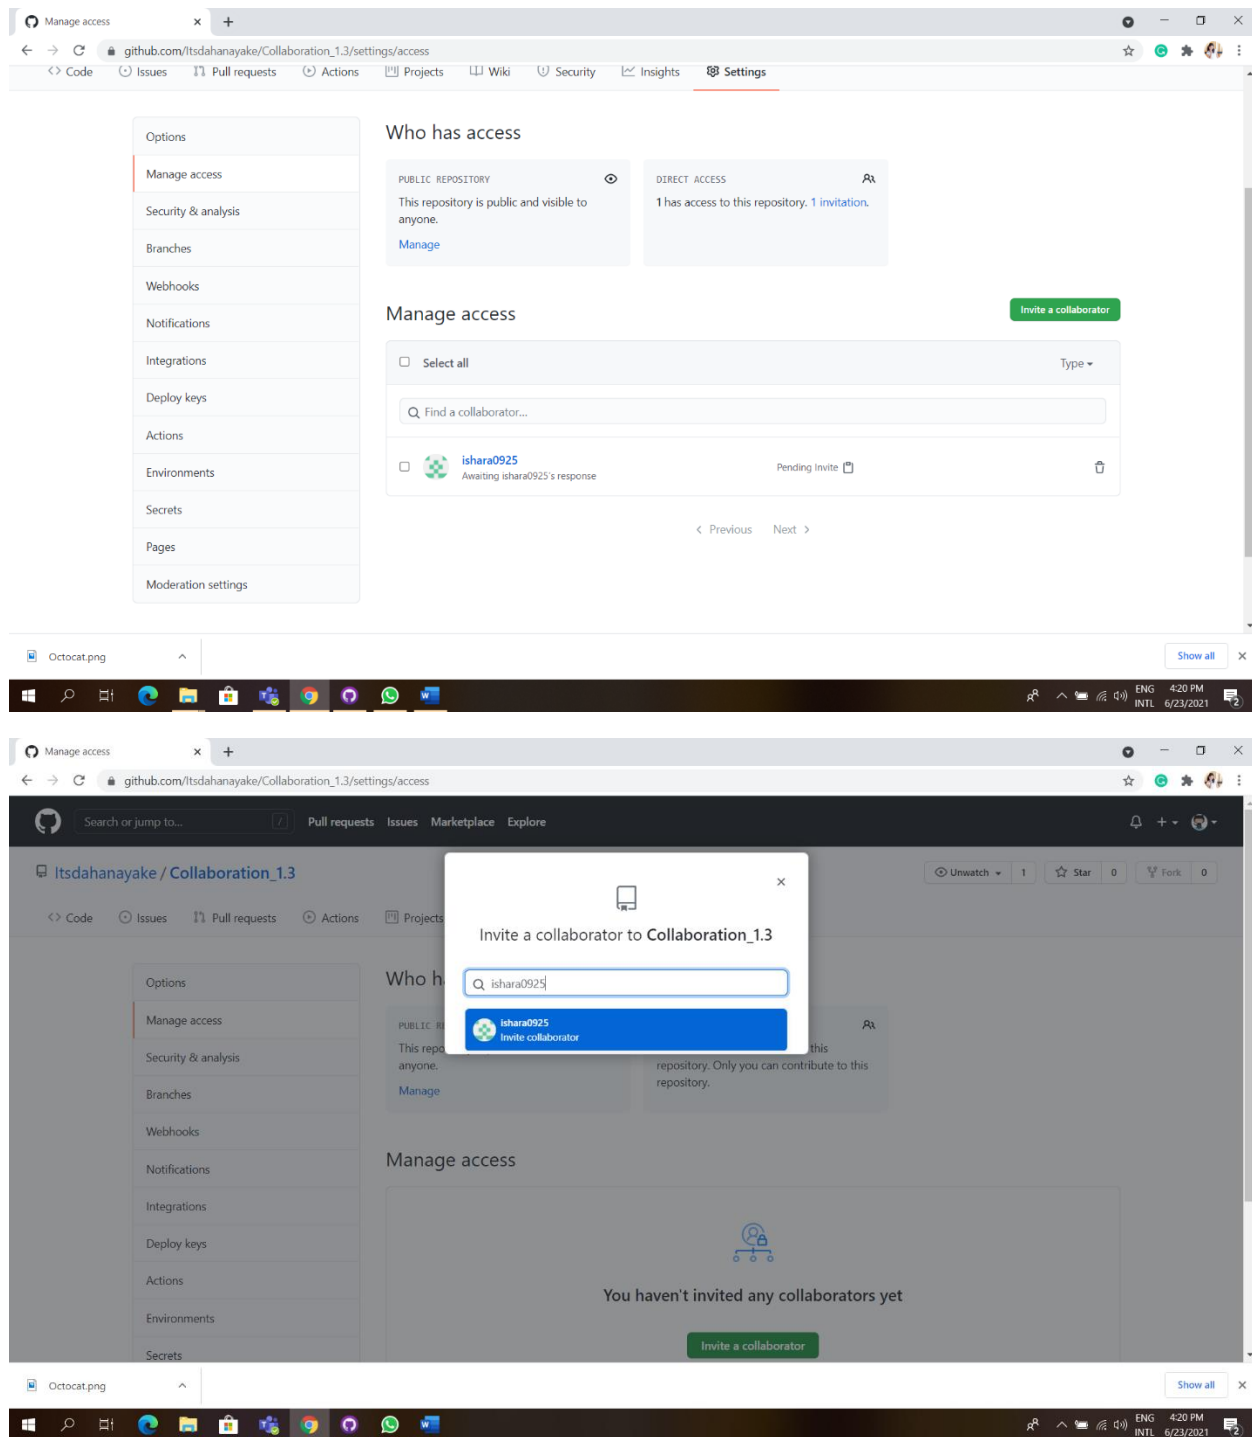 Manage access
github.com/Itsdahanayake/Collaboration_1.3/settings/access
Code Issues Pull requests Actions Projects Wiki Security Insights Settings
Options
Manage access
Security & analysis
Branches
Webhooks
Notifications
Integrations
Deploy keys
Actions
Environments
Secrets
Pages
Moderation settings
Who has access
PUBLIC REPOSITORY
This repository is public and visible to
anyone.
Manage
DIRECT ACCESS
1 has access to this repository. 1 invitation.
Manage access
Invite a collaborator
Select all
Type
Find a collaborator...
ishara0925
Awaiting ishara0925's response
Pending Invite
Previous Next
Octocat.png
Show all
ENG 4:20 PM
INTL 6/23/2021
2
Manage access
github.com/Itsdahanayake/Collaboration_1.3/settings/access
Search or jump to... / Pull requests Issues Marketplace Explore
Itsdahanayake / Collaboration_1.3
Unwatch 1 Star 0 Fork 0
Code Issues Pull requests Actions Projects
Options
Manage access
Security & analysis
Branches
Webhooks
Notifications
Integrations
Deploy keys
Actions
Environments
Secrets
Invite a collaborator to Collaboration_1.3
ishara0925
ishara0925
Invite collaborator
Who h
PUBLIC R
This repo
anyone.
Manage
this
repository. Only you can contribute to this
repository.
Manage access
You haven't invited any collaborators yet
Invite a collaborator
Octocat.png
Show all
ENG 4:20 PM
INTL 6/23/2021
2